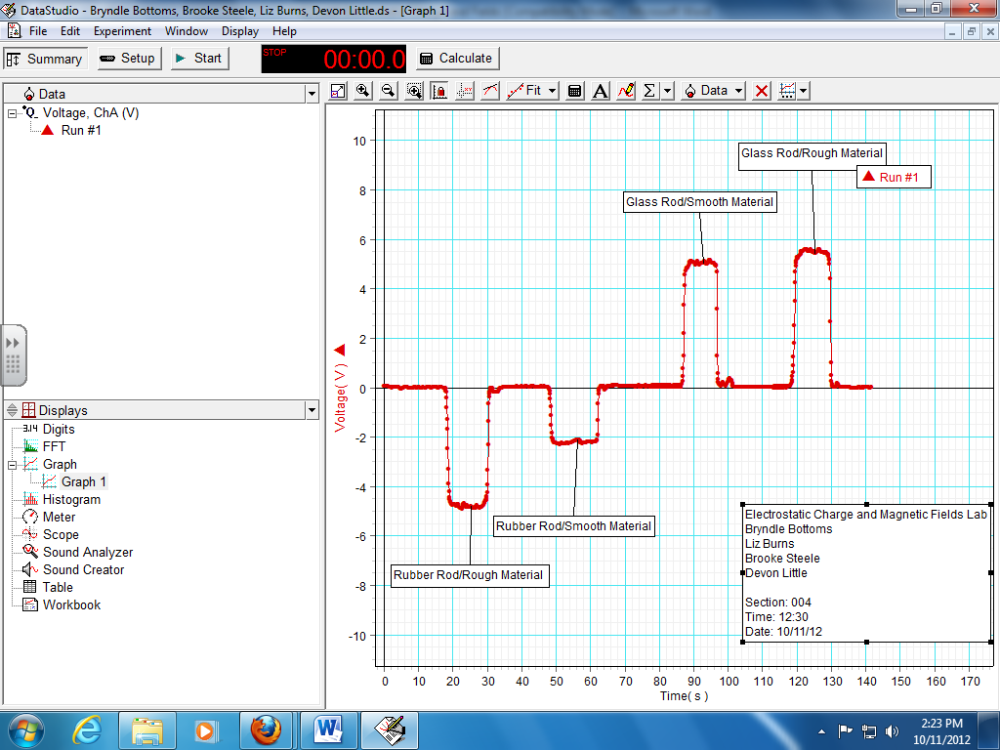 DataStudio - Bryndle Bottoms, Brooke Steele, Liz Burns, Devon Little.ds - [Graph 1]
File Edit Experiment Window Display Help
Summary Setup Start STOP 00:00.0 Calculate
Data
Voltage, ChA (V)
Run #1
Displays
3.14 Digits
FFT
Graph
Graph 1
Histogram
Meter
Scope
Sound Analyzer
Sound Creator
Table
Workbook
A Fit Σ Data
Glass Rod/Rough Material
Run #1
Glass Rod/Smooth Material
Rubber Rod/Smooth Material
Rubber Rod/Rough Material
Voltage( V )
10
8
6
4
2
0
-2
-4
-6
-8
-10
0 10 20 30 40 50 60 70 80 90 100 110 120 130 140 150 160 170
Time( s )
Electrostatic Charge and Magnetic Fields Lab
Bryndle Bottoms
Liz Burns
Brooke Steele
Devon Little
Section: 004
Time: 12:30
Date: 10/11/12
2:23 PM
10/11/2012